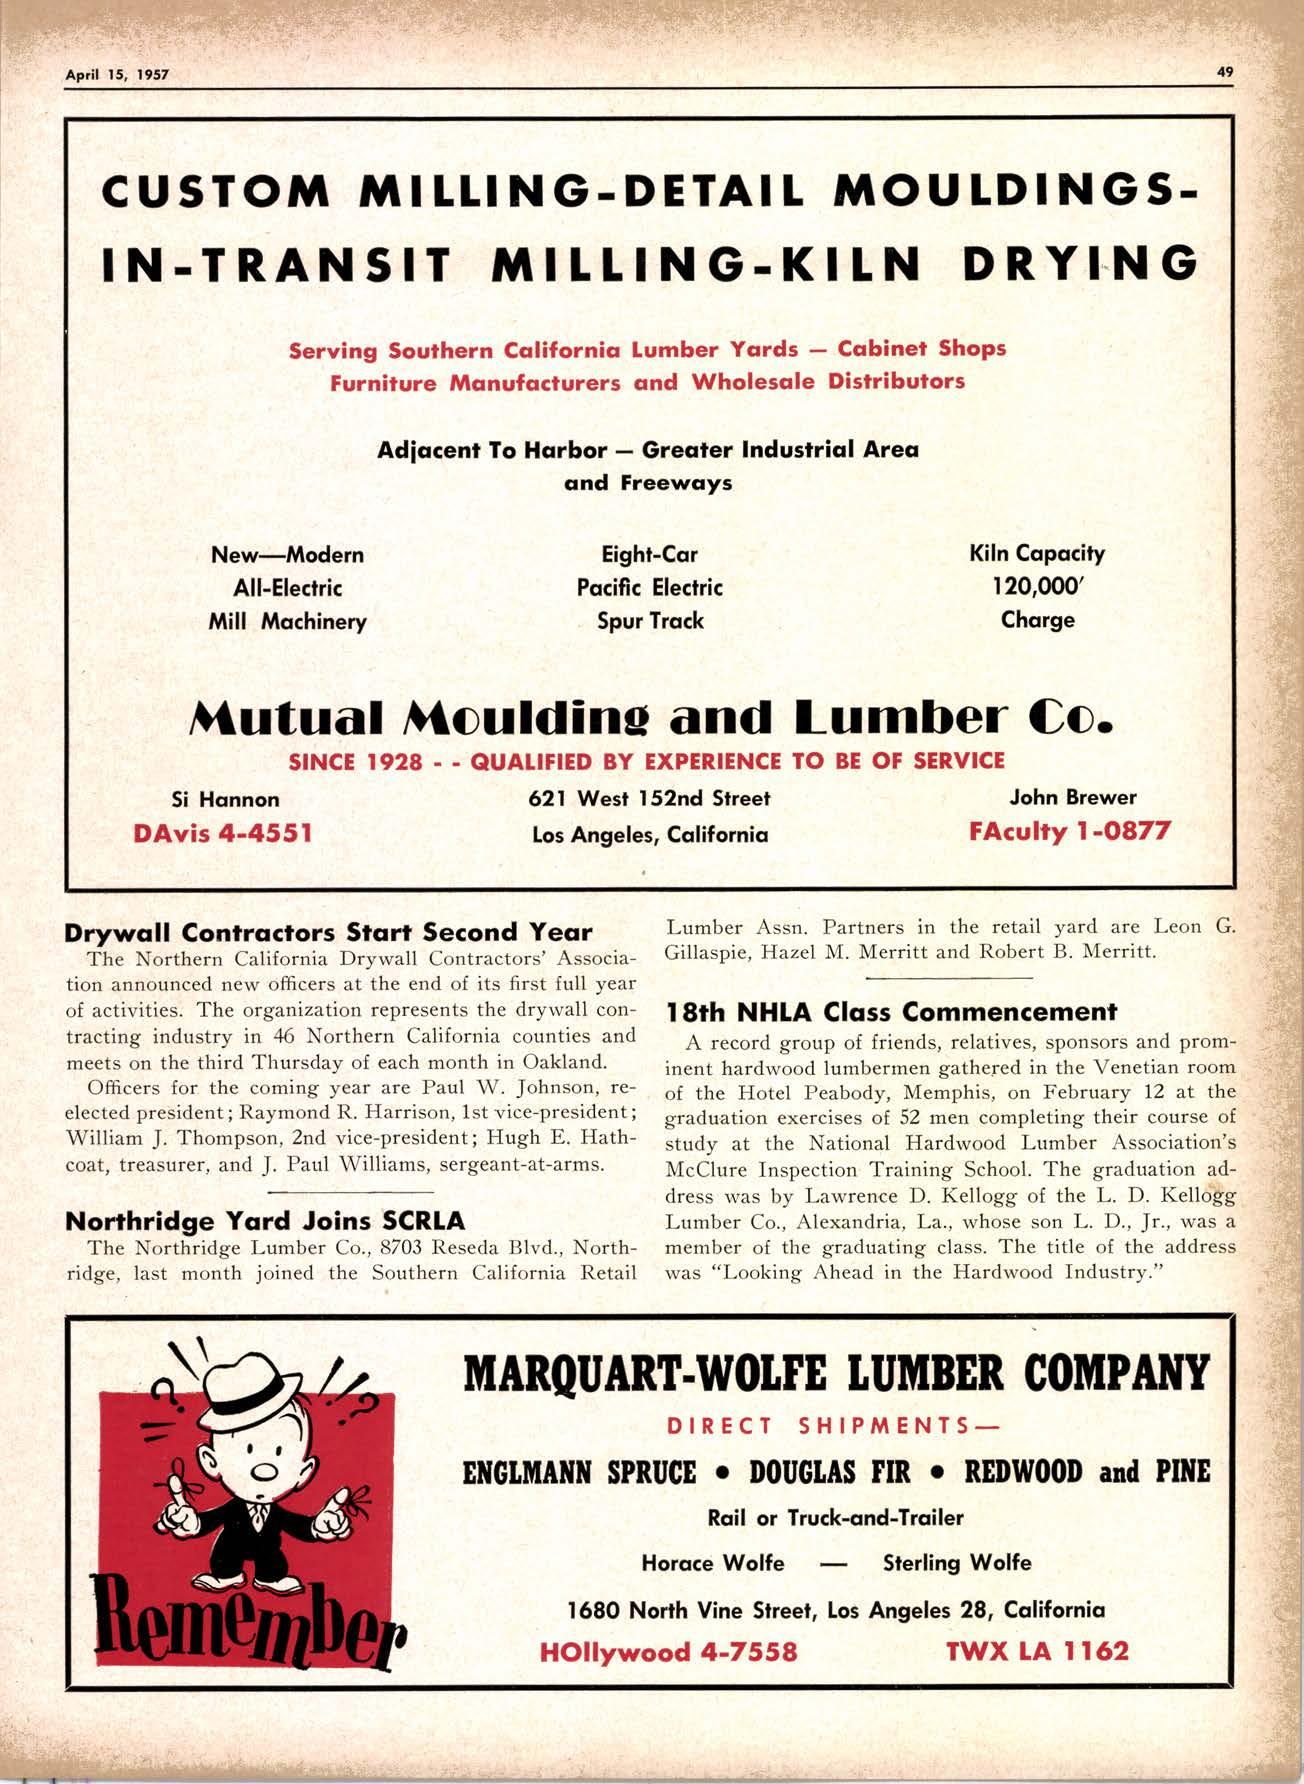 April 15, 1957
49
CUSTOM MILLING-DETAIL MOULDINGS-
IN-TRANSIT MILLING-KILN DRYING
Serving Southern California Lumber Yards — Cabinet Shops
Furniture Manufacturers and Wholesale Distributors
Adjacent To Harbor — Greater Industrial Area
and Freeways
New—Modern
All-Electric
Mill Machinery
Eight-Car
Pacific Electric
Spur Track
Kiln Capacity
120,000'
Charge
Mutual Moulding and Lumber Co.
SINCE 1928 - - QUALIFIED BY EXPERIENCE TO BE OF SERVICE
Si Hannon
DAvis 4-4551
621 West 152nd Street
Los Angeles, California
John Brewer
FAculty 1-0877
Drywall Contractors Start Second Year
The Northern California Drywall Contractors' Associa-
tion announced new officers at the end of its first full year
of activities. The organization represents the drywall con-
tracting industry in 46 Northern California counties and
meets on the third Thursday of each month in Oakland.
Officers for the coming year are Paul W. Johnson, re-
elected president; Raymond R. Harrison, 1st vice-president;
William J. Thompson, 2nd vice-president; Hugh E. Hath-
coat, treasurer, and J. Paul Williams, sergeant-at-arms.
Northridge Yard Joins SCRLA
The Northridge Lumber Co., 8703 Reseda Blvd., North-
ridge, last month joined the Southern California Retail
Lumber Assn. Partners in the retail yard are Leon G.
Gillaspie, Hazel M. Merritt and Robert B. Merritt.
18th NHLA Class Commencement
A record group of friends, relatives, sponsors and prom-
inent hardwood lumbermen gathered in the Venetian room
of the Hotel Peabody, Memphis, on February 12 at the
graduation exercises of 52 men completing their course of
study at the National Hardwood Lumber Association's
McClure Inspection Training School. The graduation ad-
dress was by Lawrence D. Kellogg of the L. D. Kellogg
Lumber Co., Alexandria, La., whose son L. D., Jr., was a
member of the graduating class. The title of the address
was "Looking Ahead in the Hardwood Industry."
Remember
MARQUART-WOLFE LUMBER COMPANY
DIRECT SHIPMENTS—
ENGLMANN SPRUCE • DOUGLAS FIR • REDWOOD and PINE
Rail or Truck-and-Trailer
Horace Wolfe — Sterling Wolfe
1680 North Vine Street, Los Angeles 28, California
HOllywood 4-7558 TWX LA 1162